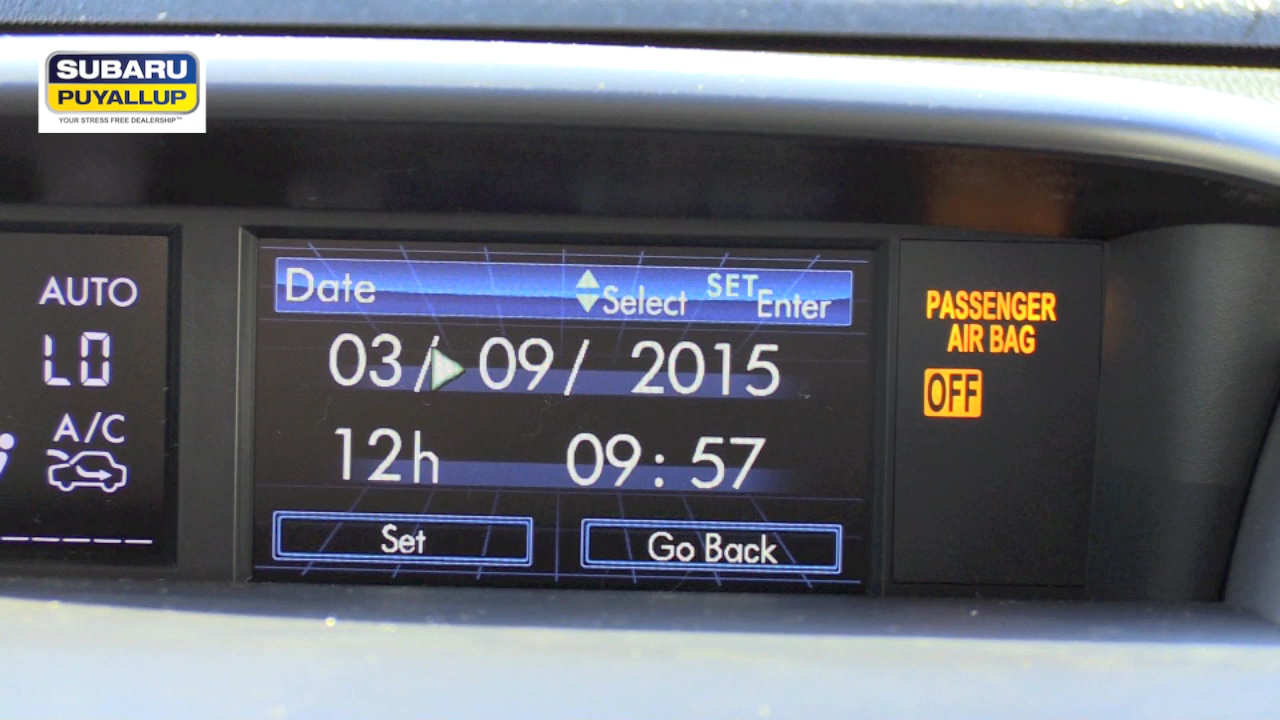 SUBARU
PUYALLUP
YOUR STRESS FREE DEALERSHIP™
AUTO
LO
A/C
Date Select SET Enter
03/ 09/ 2015
12h 09:57
Set Go Back
PASSENGER
AIR BAG
OFF